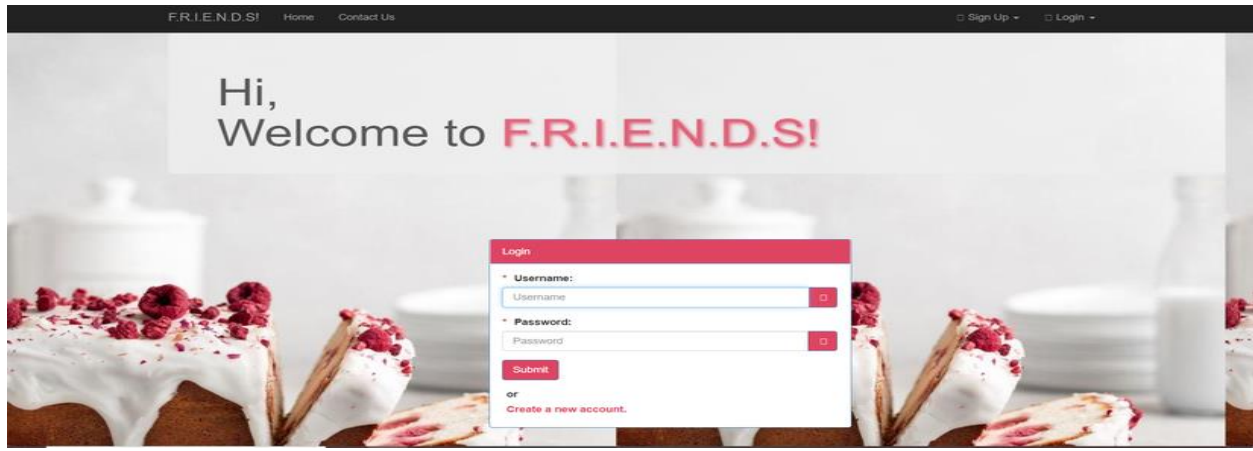 F.R.I.E.N.D.S! Home Contact Us Sign Up Login
Hi,
Welcome to F.R.I.E.N.D.S!
Login
* Username:
Username
* Password:
Password
Submit
or
Create a new account.